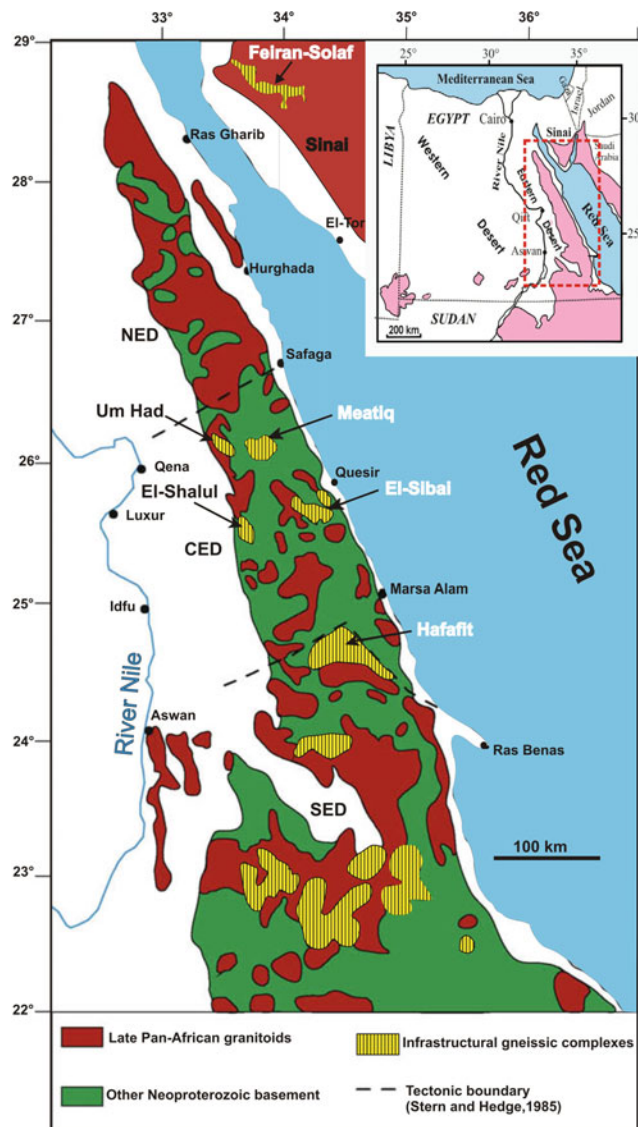 33°
34°
35°
36°
29°
28°
27°
26°
25°
24°
23°
22°
Feiran-Solaf
Sinai
Ras Gharib
El-Tor
Hurghada
NED
Safaga
Um Had
Meatiq
Qena
Quesir
El-Shalul
El-Sibai
Luxur
CED
Red Sea
Idfu
Marsa Alam
Hafafit
River Nile
Aswan
Ras Benas
SED
100 km
25°
30°
35°
Mediterranean Sea
Israel
Jordan
EGYPT
Cairo
30
LIBYA
Western
River Nile
Sinai
Saudi
Arabia
Eastern
Qift
Desert
Red Sea
Desert
Aswan
25
SUDAN
200 km
Late Pan-African granitoids
Infrastructural gneissic complexes
Other Neoproterozoic basement
Tectonic boundary
(Stern and Hedge,1985)